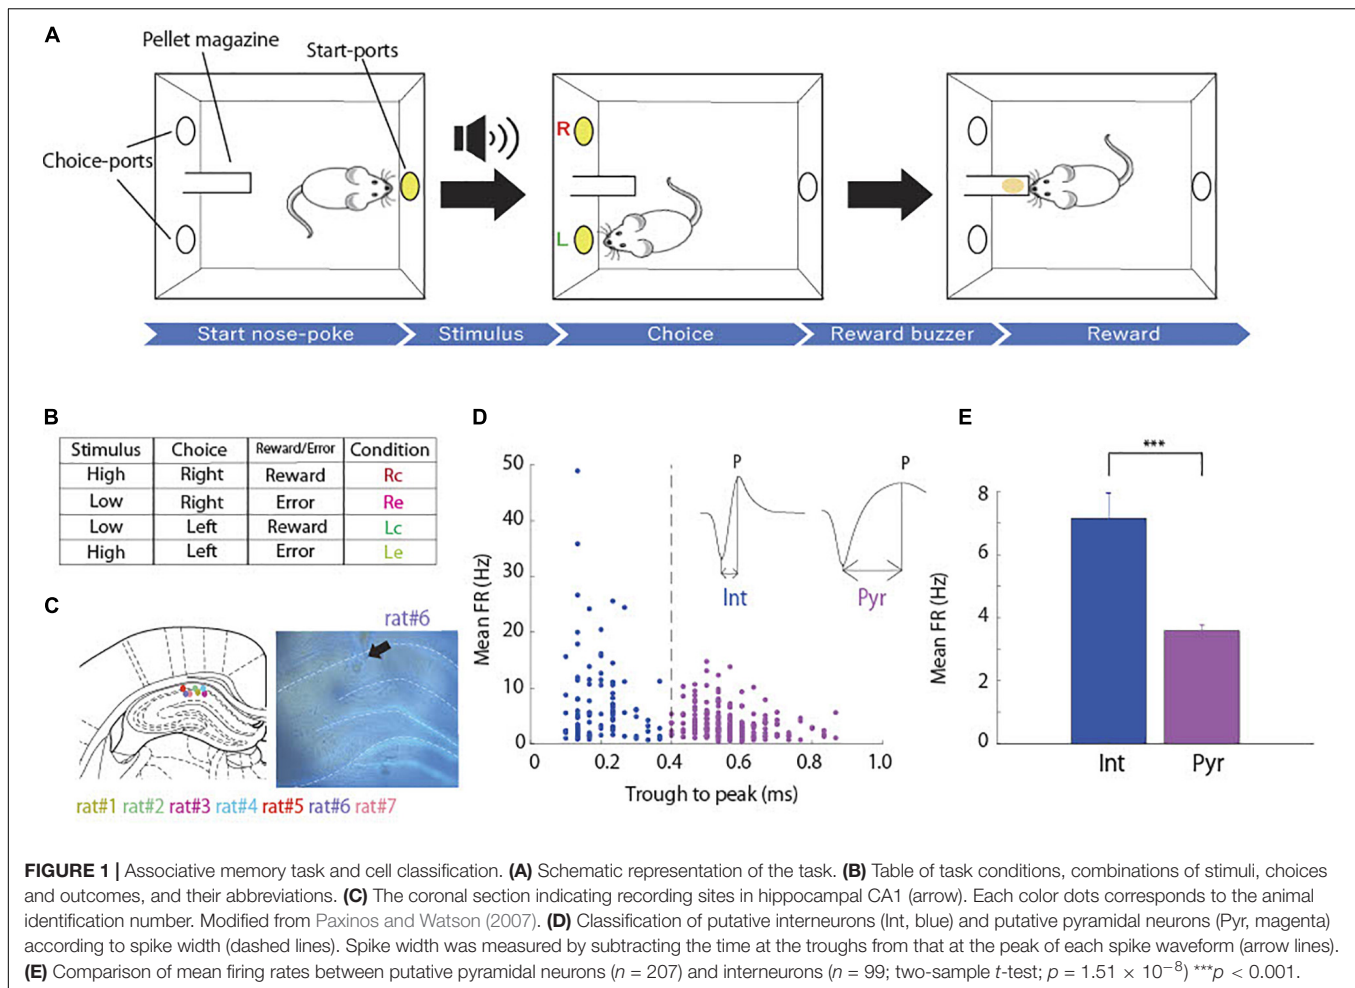 A
Pellet magazine
Start-ports
Choice-ports
R
L
Start nose-poke
Stimulus
Choice
Reward buzzer
Reward
B
Stimulus Choice Reward/Error Condition
High Right Reward Rc
Low Right Error Re
Low Left Reward Lc
High Left Error Le
C
rat#6
rat#1 rat#2 rat#3 rat#4 rat#5 rat#6 rat#7
D
50
40
30
20
10
0
Mean FR (Hz)
0 0.2 0.4 0.6 0.8 1.0
Trough to peak (ms)
P
P
Int
Pyr
E
***
8
6
4
2
0
Mean FR (Hz)
Int Pyr
FIGURE 1 | Associative memory task and cell classification. (A) Schematic representation of the task. (B) Table of task conditions, combinations of stimuli, choices
and outcomes, and their abbreviations. (C) The coronal section indicating recording sites in hippocampal CA1 (arrow). Each color dots corresponds to the animal
identification number. Modified from Paxinos and Watson (2007). (D) Classification of putative interneurons (Int, blue) and putative pyramidal neurons (Pyr, magenta)
according to spike width (dashed lines). Spike width was measured by subtracting the time at the troughs from that at the peak of each spike waveform (arrow lines).
(E) Comparison of mean firing rates between putative pyramidal neurons (n = 207) and interneurons (n = 99; two-sample t-test; p = 1.51 × 10⁻⁸) ***p < 0.001.